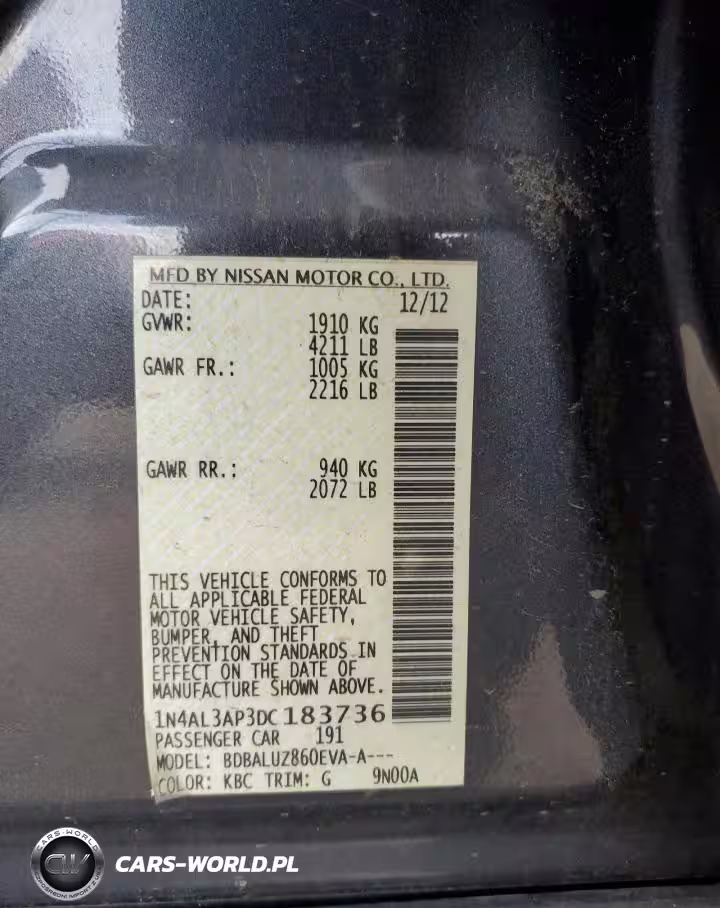 MFD BY NISSAN MOTOR CO., LTD.
DATE: 12/12
GVWR: 1910 KG
4211 LB
GAWR FR.: 1005 KG
2216 LB
GAWR RR.: 940 KG
2072 LB
THIS VEHICLE CONFORMS TO
ALL APPLICABLE FEDERAL
MOTOR VEHICLE SAFETY,
BUMPER, AND THEFT
PREVENTION STANDARDS IN
EFFECT ON THE DATE OF
MANUFACTURE SHOWN ABOVE.
1N4AL3AP3DC183736
PASSENGER CAR 191
MODEL: BDBALUZ860EVA-A---
COLOR: KBC TRIM: G 9N00A
CARS-WORLD
CW
CARS-WORLD.PL